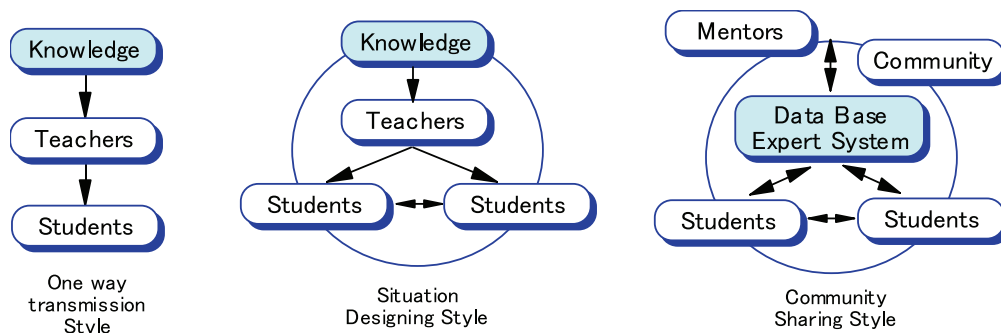 Knowledge
Teachers
Students
One way
transmission
Style
Knowledge
Teachers
Students
Students
Situation
Designing Style
Mentors
Community
Data Base
Expert System
Students
Students
Community
Sharing Style